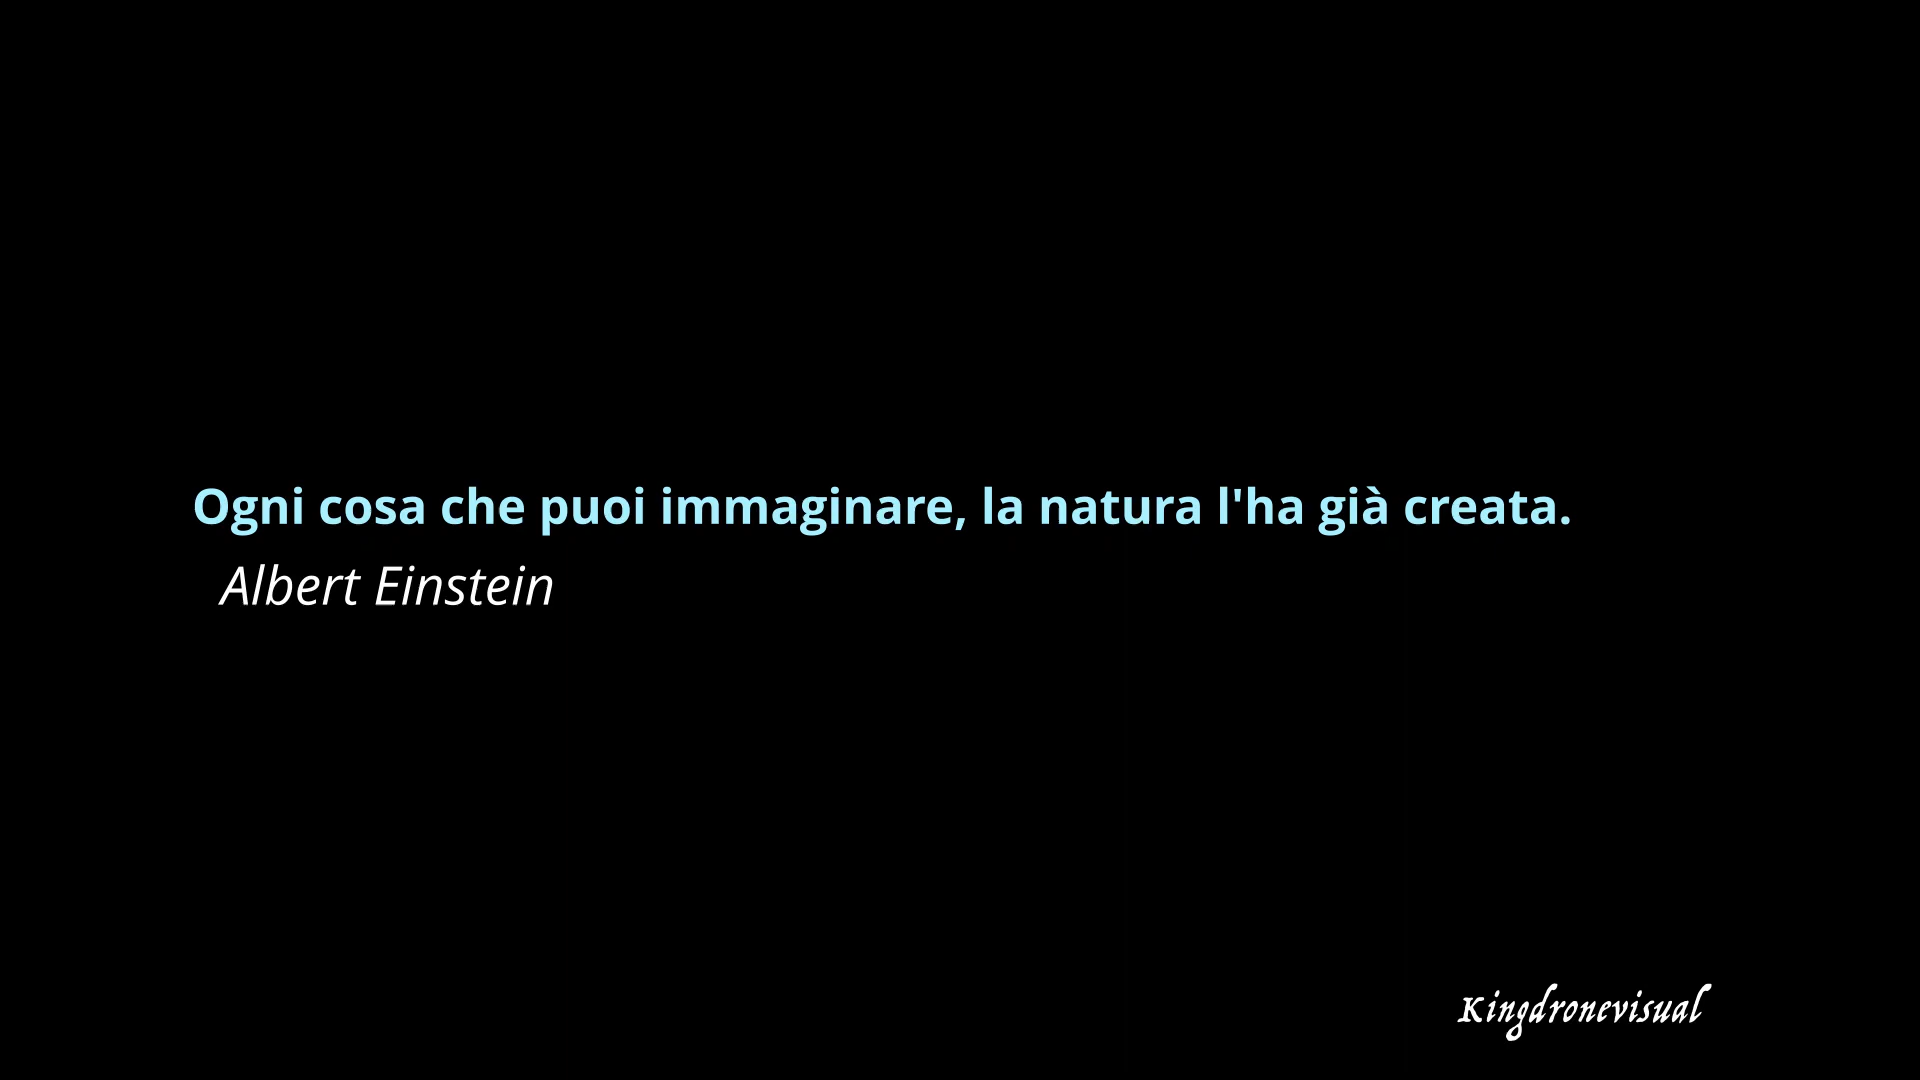 Ogni cosa che puoi immaginare, la natura l'ha già creata.
Albert Einstein
Kingdronevisual